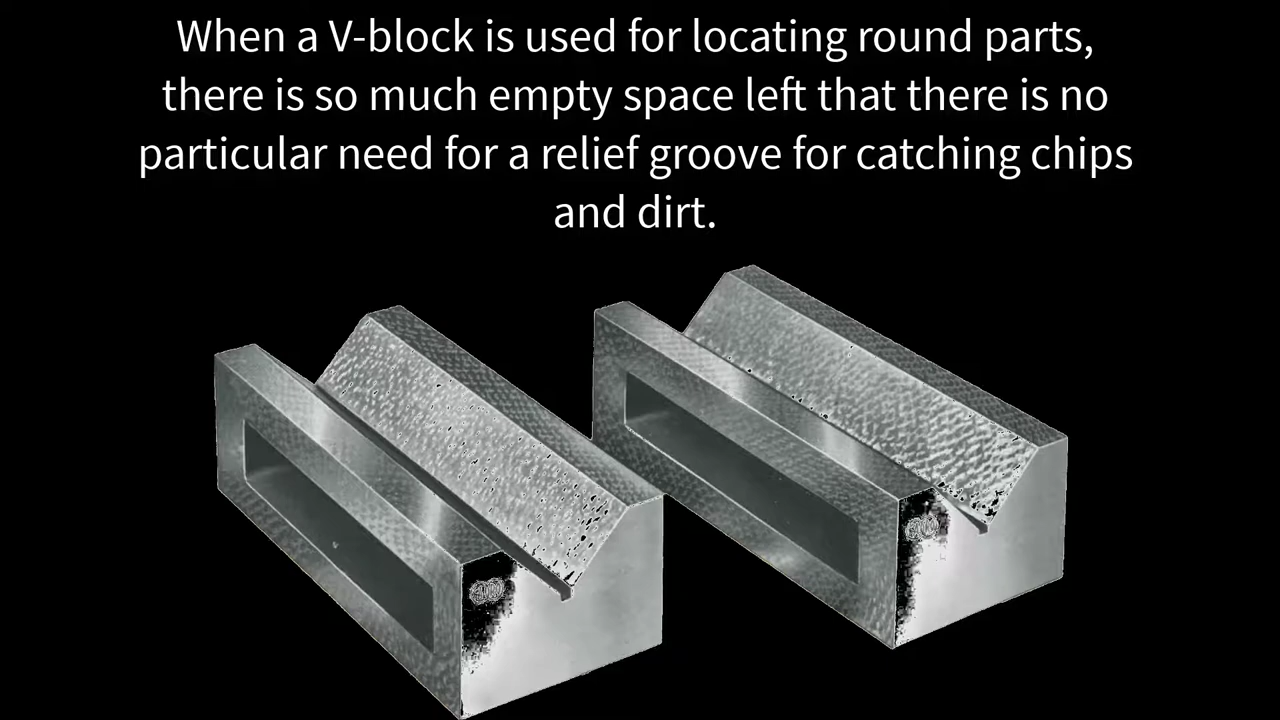 When a V-block is used for locating round parts,
there is so much empty space left that there is no
particular need for a relief groove for catching chips
and dirt.